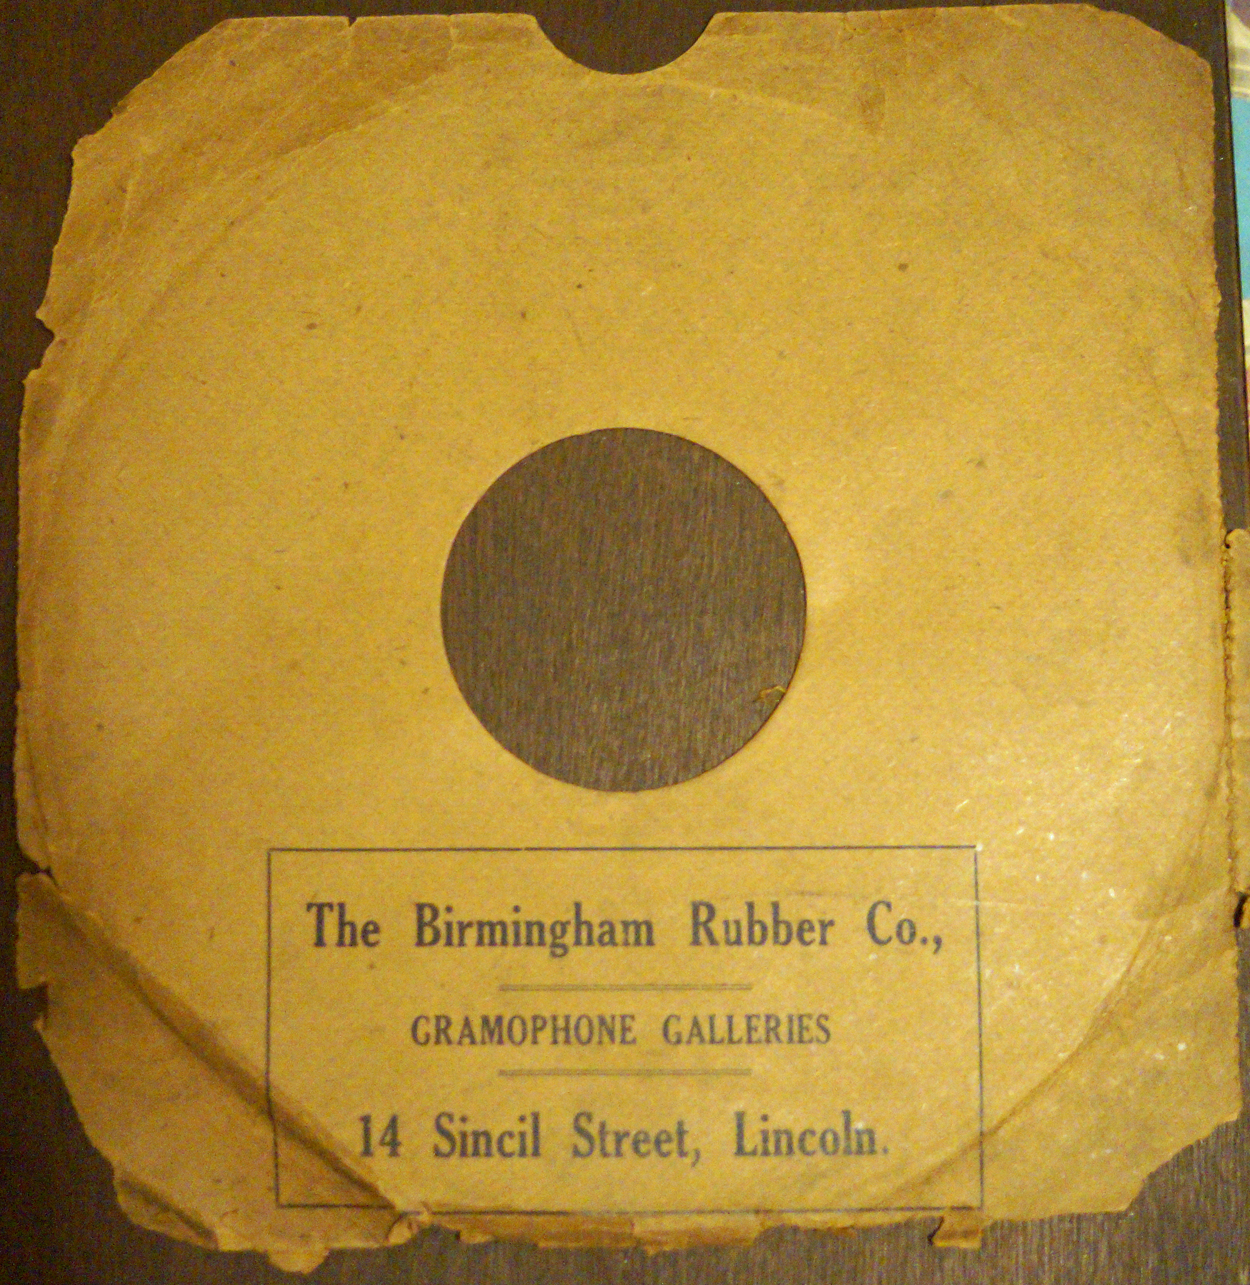 The Birmingham Rubber Co.,
GRAMOPHONE GALLERIES
14 Sincil Street, Lincoln.